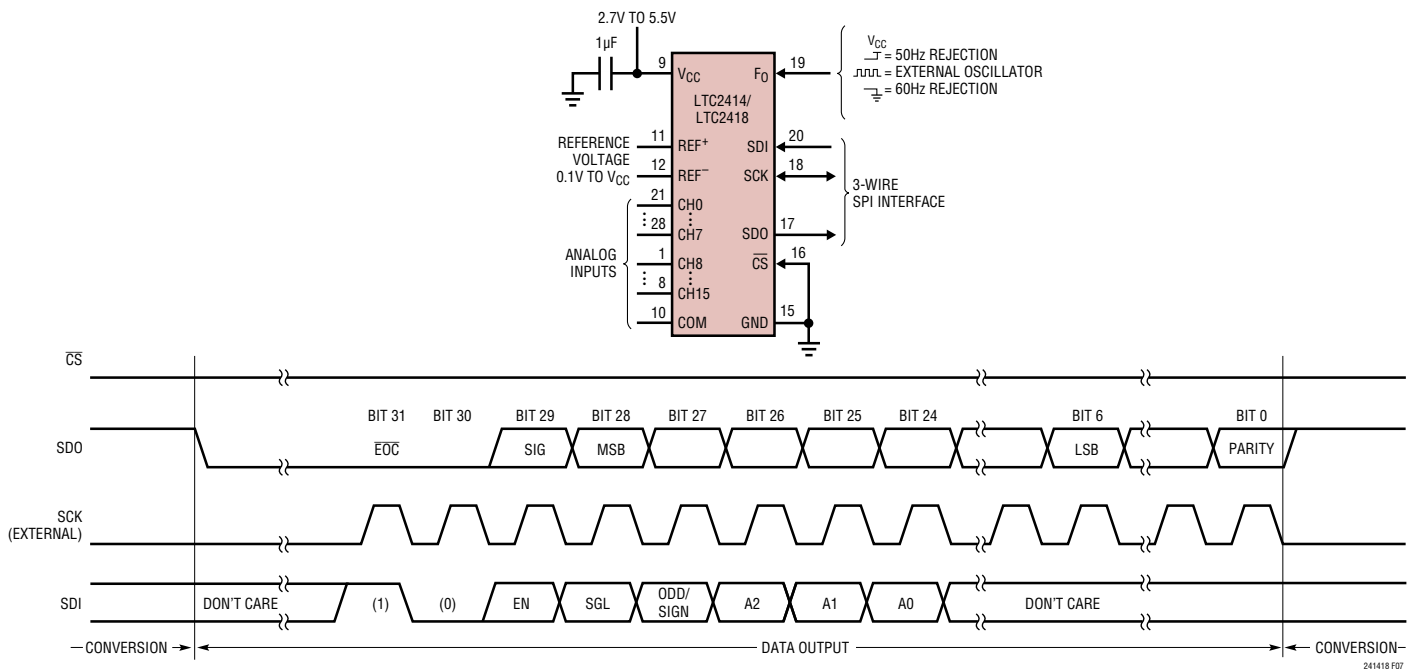 2.7V TO 5.5V
1µF
9
VCC
FO
19
VCC
= 50Hz REJECTION
= EXTERNAL OSCILLATOR
= 60Hz REJECTION
LTC2414/
LTC2418
REFERENCE
VOLTAGE
0.1V TO VCC
11
REF+
12
REF–
SDI
20
SCK
18
3-WIRE
SPI INTERFACE
21
CH0
28
CH7
SDO
17
ANALOG
INPUTS
1
CH8
8
CH15
CS
16
10
COM
GND
15
CS
BIT 31 BIT 30 BIT 29 BIT 28 BIT 27 BIT 26 BIT 25 BIT 24 BIT 6 BIT 0
SDO EOC SIG MSB LSB PARITY
SCK
(EXTERNAL)
SDI DON'T CARE (1) (0) EN SGL ODD/
SIGN A2 A1 A0 DON'T CARE
CONVERSION DATA OUTPUT CONVERSION
241418 F07